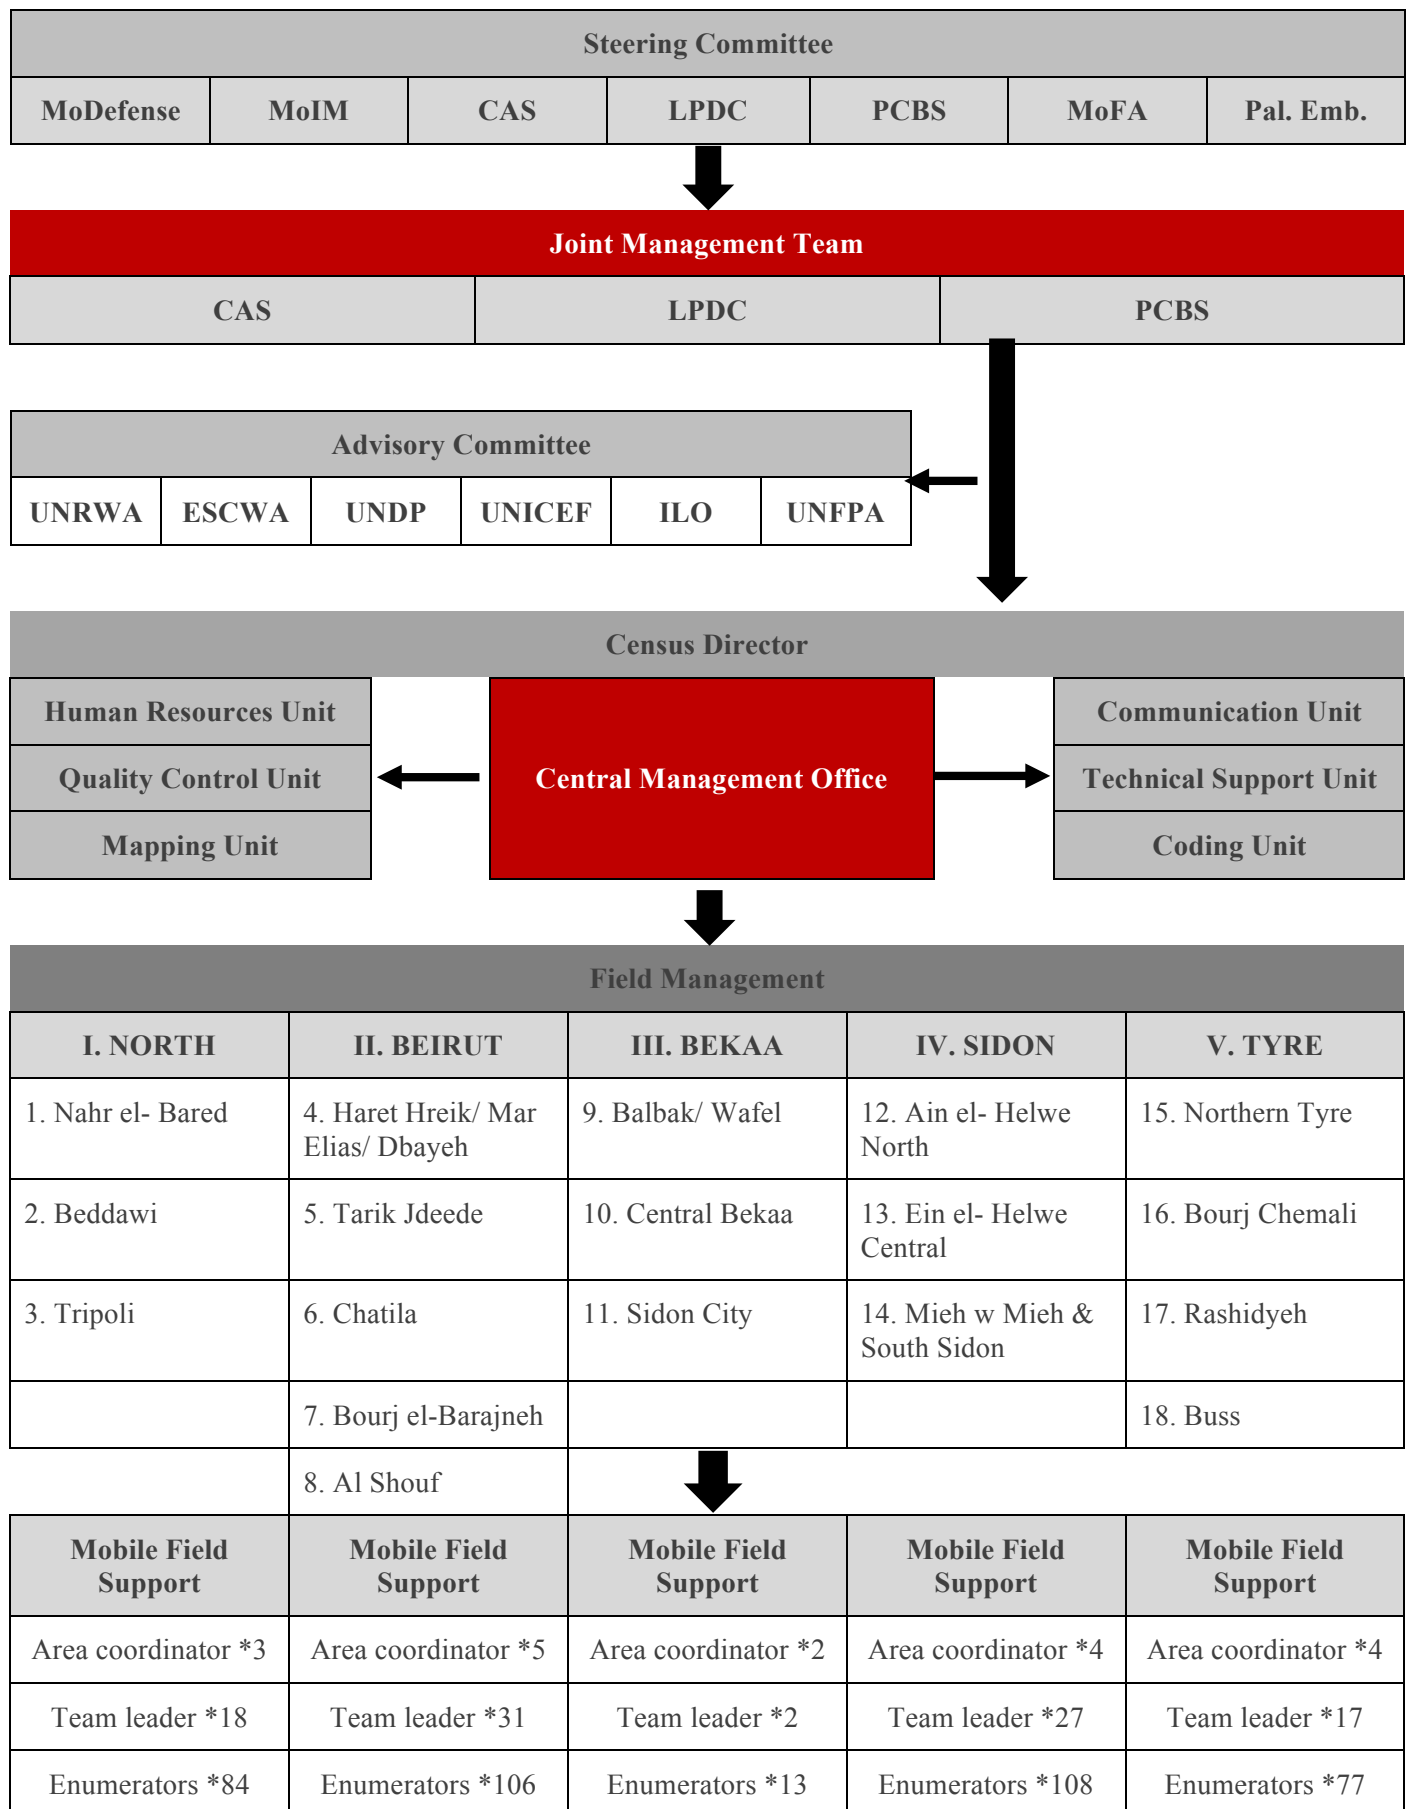 Steering Committee
MoDefense MoIM CAS LPDC PCBS MoFA Pal. Emb.
Joint Management Team
CAS LPDC PCBS
Advisory Committee
UNRWA ESCWA UNDP UNICEF ILO UNFPA
Census Director
Human Resources Unit
Quality Control Unit
Mapping Unit
Central Management Office
Communication Unit
Technical Support Unit
Coding Unit
Field Management
I. NORTH II. BEIRUT III. BEKAA IV. SIDON V. TYRE
1. Nahr el- Bared
4. Haret Hreik/ Mar
Elias/ Dbayeh
9. Balbak/ Wafel
12. Ain el- Helwe
North
15. Northern Tyre
2. Beddawi
5. Tarik Jdeede
10. Central Bekaa
13. Ein el- Helwe
Central
16. Bourj Chemali
3. Tripoli
6. Chatila
11. Sidon City
14. Mieh w Mieh &
South Sidon
17. Rashidyeh
7. Bourj el-Barajneh
18. Buss
8. Al Shouf
Mobile Field
Support
Mobile Field
Support
Mobile Field
Support
Mobile Field
Support
Mobile Field
Support
Area coordinator *3 Area coordinator *5 Area coordinator *2 Area coordinator *4 Area coordinator *4
Team leader *18 Team leader *31 Team leader *2 Team leader *27 Team leader *17
Enumerators *84 Enumerators *106 Enumerators *13 Enumerators *108 Enumerators *77